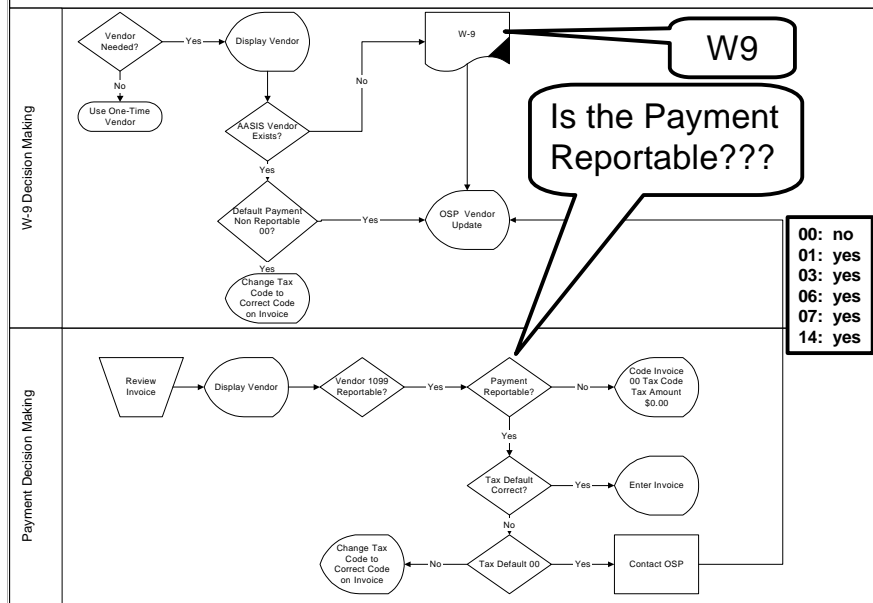 W-9 Decision Making
Vendor
Needed?
Yes
Display Vendor
No
W-9
W9
No
Use One-Time
Vendor
AASIS Vendor
Exists?
Yes
Is the Payment
Reportable???
Default Payment
Non Reportable
00?
Yes
OSP Vendor
Update
Yes
Change Tax
Code to
Correct Code
on Invoice
00: no
01: yes
03: yes
06: yes
07: yes
14: yes
Payment Decision Making
Review
Invoice
Display Vendor
Vendor 1099
Reportable?
Yes
Payment
Reportable?
No
Code Invoice
00 Tax Code
Tax Amount
$0.00
Yes
Tax Default
Correct?
Yes
Enter Invoice
No
Change Tax
Code to
Correct Code
on Invoice
No
Tax Default 00
Yes
Contact OSP